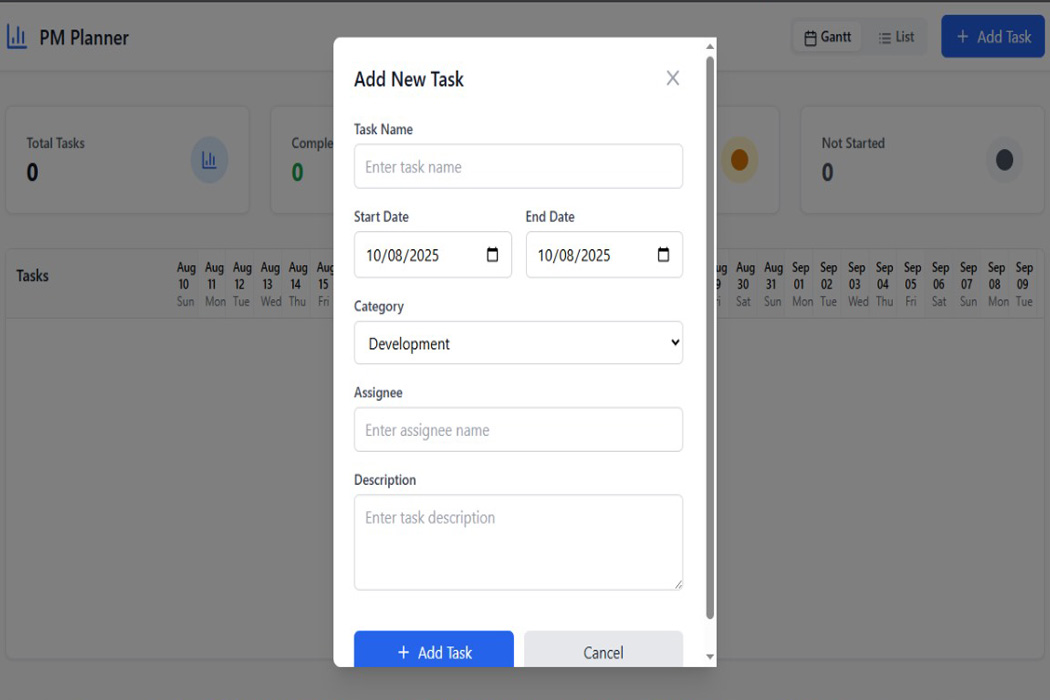 PM Planner
Gantt
List
+ Add Task
Total Tasks
0
Comple
0
Not Started
0
Tasks
Aug Aug Aug Aug Aug Aug
10 11 12 13 14 15
Sun Mon Tue Wed Thu Fri
ug Aug Aug Sep Sep Sep Sep Sep Sep Sep Sep Sep
9 30 31 01 02 03 04 05 06 07 08 09
ri Sat Sun Mon Tue Wed Thu Fri Sat Sun Mon Tue
Add New Task
Task Name
Enter task name
Start Date End Date
10/08/2025 10/08/2025
Category
Development
Assignee
Enter assignee name
Description
Enter task description
+ Add Task
Cancel